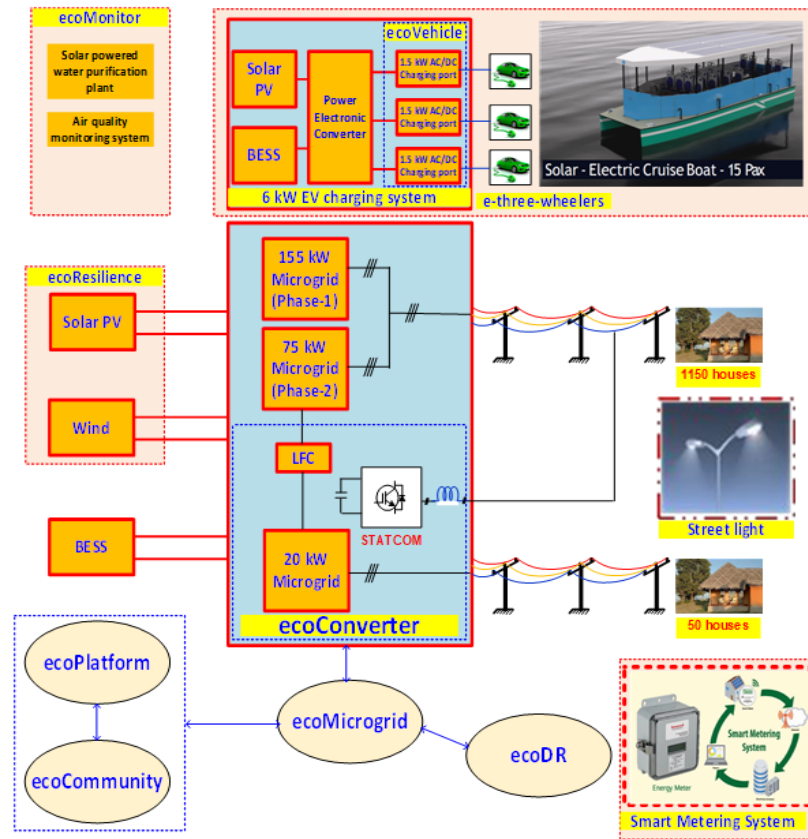 ecoMonitor
Solar powered
water purification
plant
Air quality
monitoring system
ecoVehicle
Solar
PV
BESS
Power
Electronic
Converter
1.5 kW AC/DC
Charging port
1.5 kW AC/DC
Charging port
1.5 kW AC/DC
Charging port
6 kW EV charging system
e-three-wheelers
Solar - Electric Cruise Boat - 15 Pax
ecoResilience
Solar PV
Wind
BESS
155 kW
Microgrid
(Phase-1)
75 kW
Microgrid
(Phase-2)
LFC
STATCOM
20 kW
Microgrid
ecoConverter
1150 houses
Street light
50 houses
ecoPlatform
ecoCommunity
ecoMicrogrid
ecoDR
Smart Metering
System
Energy Meter
Smart Metering System